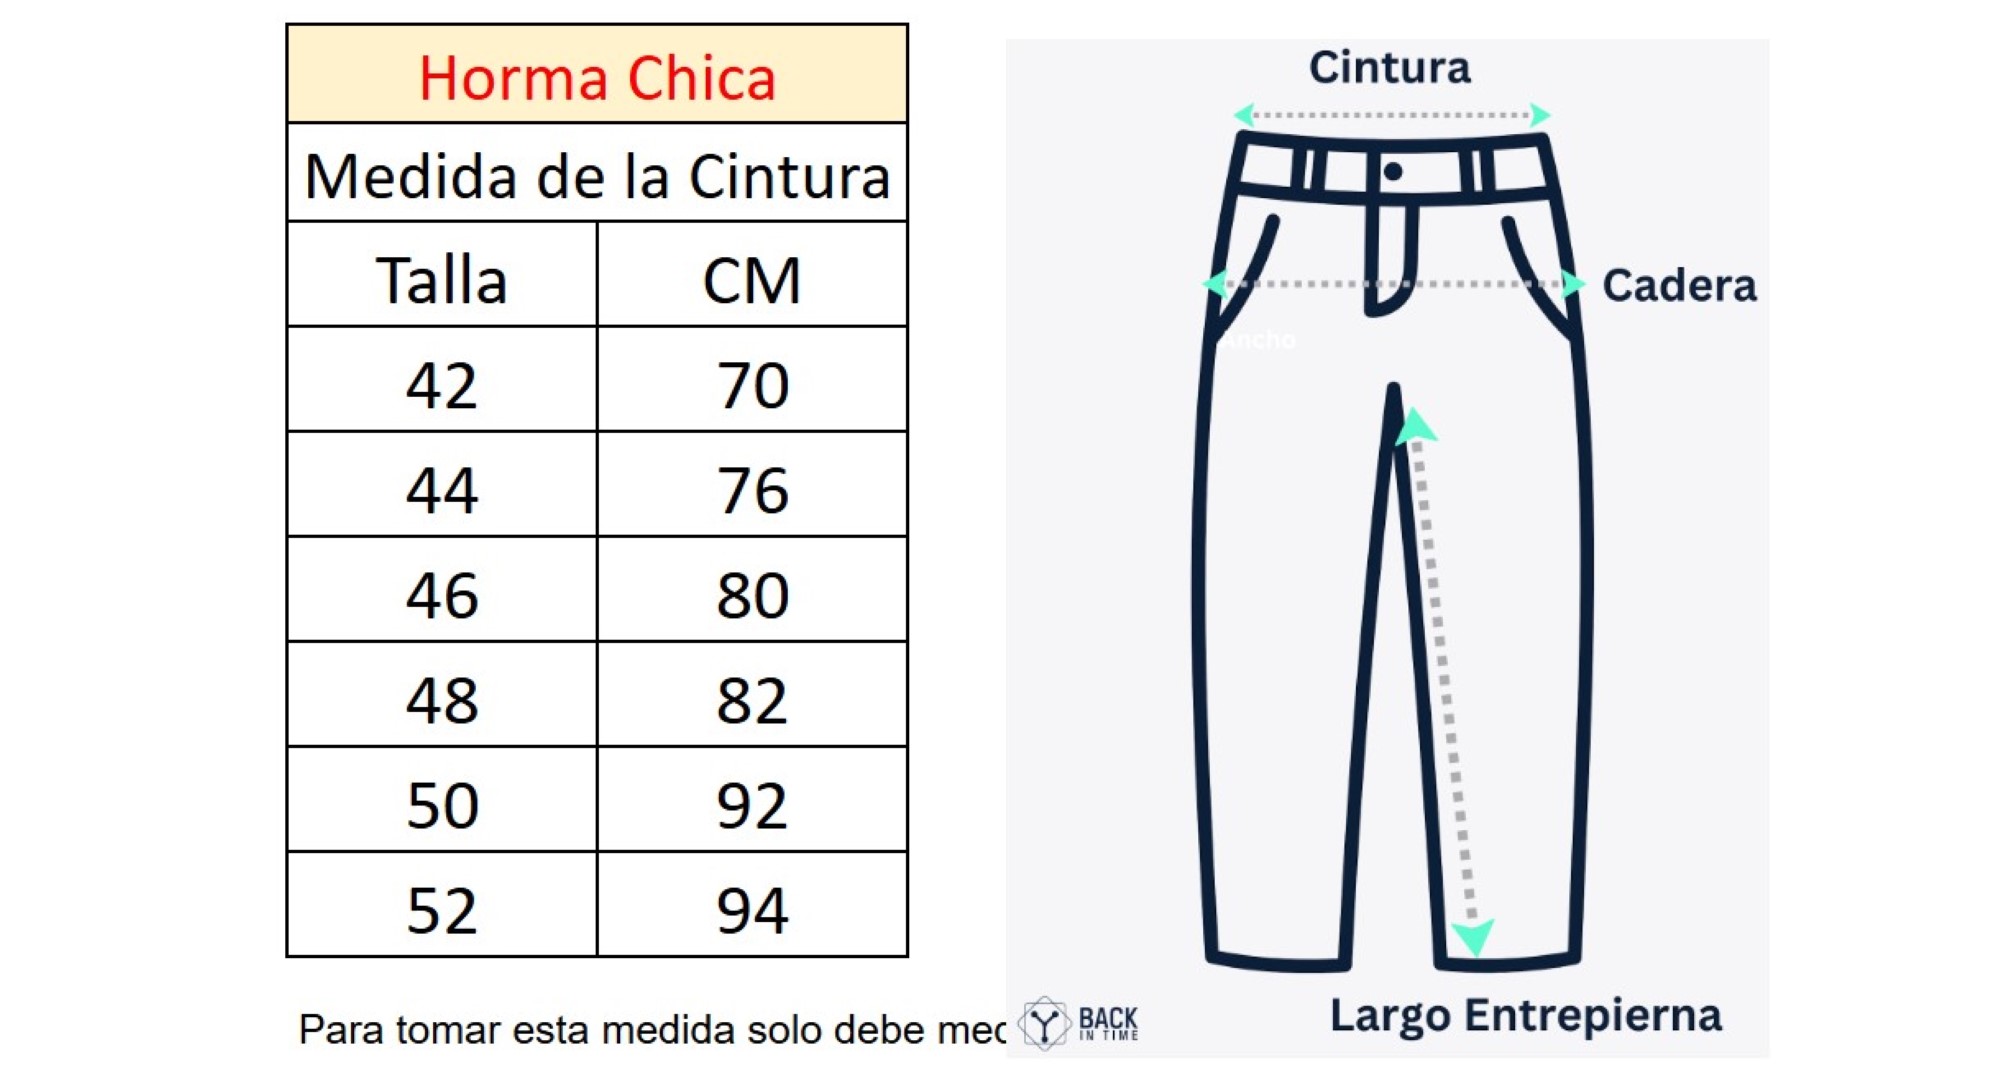 Horma Chica
Medida de la Cintura
Talla CM
42 70
44 76
46 80
48 82
50 92
52 94
Para tomar esta medida solo debe
Cintura
Cadera
Ancho
Largo Entrepierna
BACK
IN TIME